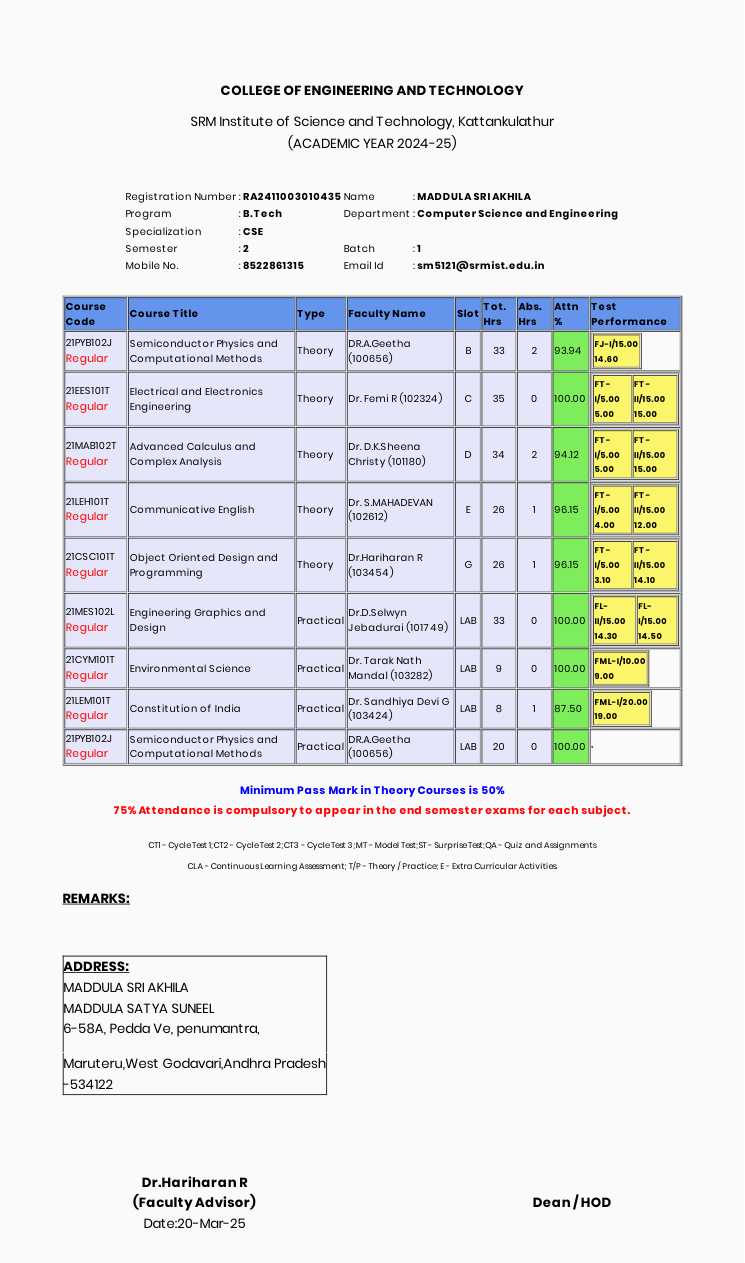 COLLEGE OF ENGINEERING AND TECHNOLOGY
SRM Institute of Science and Technology, Kattankulathur
(ACADEMIC YEAR 2024-25)
Registration Number : RA2411003010435 Name : MADDULA SRI AKHILA
Program : B.Tech Department : Computer Science and Engineering
Specialization : CSE
Semester : 2 Batch : 1
Mobile No. : 8522861315 Email Id : sm5121@srmist.edu.in
Course Code Course Title Type Faculty Name Slot Tot. Hrs Abs. Hrs Attn % Test Performance
21PYB102J Regular Semiconductor Physics and Computational Methods Theory DR.A.Geetha (100656) B 33 2 93.94 FJ-I/15.00 14.60
21EES101T Regular Electrical and Electronics Engineering Theory Dr. Femi R (102324) C 35 0 100.00 FT-I/5.00 5.00 FT-II/15.00 15.00
21MAB102T Regular Advanced Calculus and Complex Analysis Theory Dr. D.K.Sheena Christy (101180) D 34 2 94.12 FT-I/5.00 5.00 FT-II/15.00 15.00
21LEH101T Regular Communicative English Theory Dr. S.MAHADEVAN (102612) E 26 1 96.15 FT-I/5.00 4.00 FT-II/15.00 12.00
21CSC101T Regular Object Oriented Design and Programming Theory Dr.Hariharan R (103454) G 26 1 96.15 FT-I/5.00 3.10 FT-II/15.00 14.10
21MES102L Regular Engineering Graphics and Design Practical Dr.D.Selwyn Jebadurai (101749) LAB 33 0 100.00 FL-II/15.00 14.30 FL-I/15.00 14.50
21CYM101T Regular Environmental Science Practical Dr. Tarak Nath Mandal (103282) LAB 9 0 100.00 FML-I/10.00 9.00
21LEM101T Regular Constitution of India Practical Dr. Sandhiya Devi G (103424) LAB 8 1 87.50 FML-I/20.00 19.00
21PYB102J Regular Semiconductor Physics and Computational Methods Practical DR.A.Geetha (100656) LAB 20 0 100.00 -
Minimum Pass Mark in Theory Courses is 50%
75% Attendance is compulsory to appear in the end semester exams for each subject.
CT1 - Cycle Test 1;CT2 - Cycle Test 2;CT3 - Cycle Test 3;MT - Model Test;ST - Surprise Test;QA - Quiz and Assignments
CLA - Continuous Learning Assessment; T/P - Theory / Practice; E - Extra Curricular Activities.
REMARKS:
ADDRESS:
MADDULA SRI AKHILA
MADDULA SATYA SUNEEL
6-58A, Pedda Ve, penumantra,
Maruteru,West Godavari,Andhra Pradesh
-534122
Dr.Hariharan R
(Faculty Advisor) Dean / HOD
Date:20-Mar-25